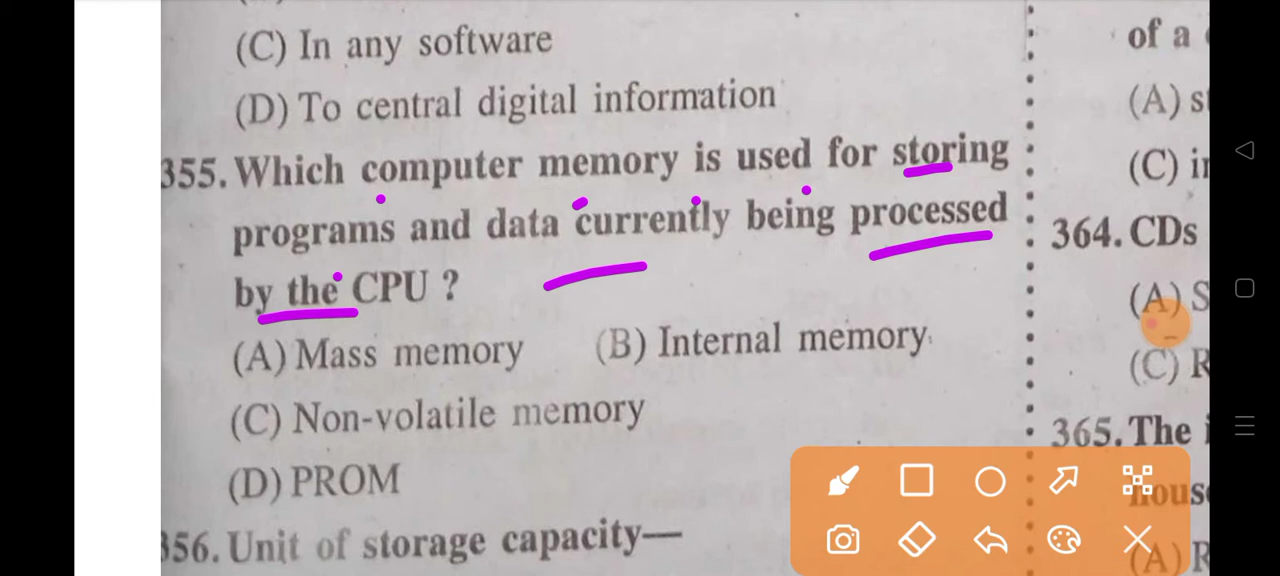 (C) In any software
(D) To central digital information
355. Which computer memory is used for storing
programs and data currently being processed
by the CPU ?
(A) Mass memory (B) Internal memory
(C) Non-volatile memory
(D) PROM
356. Unit of storage capacity—
of a
(A)
(C)
364. CDs
(A) S
(C) R
365. The
(A) R